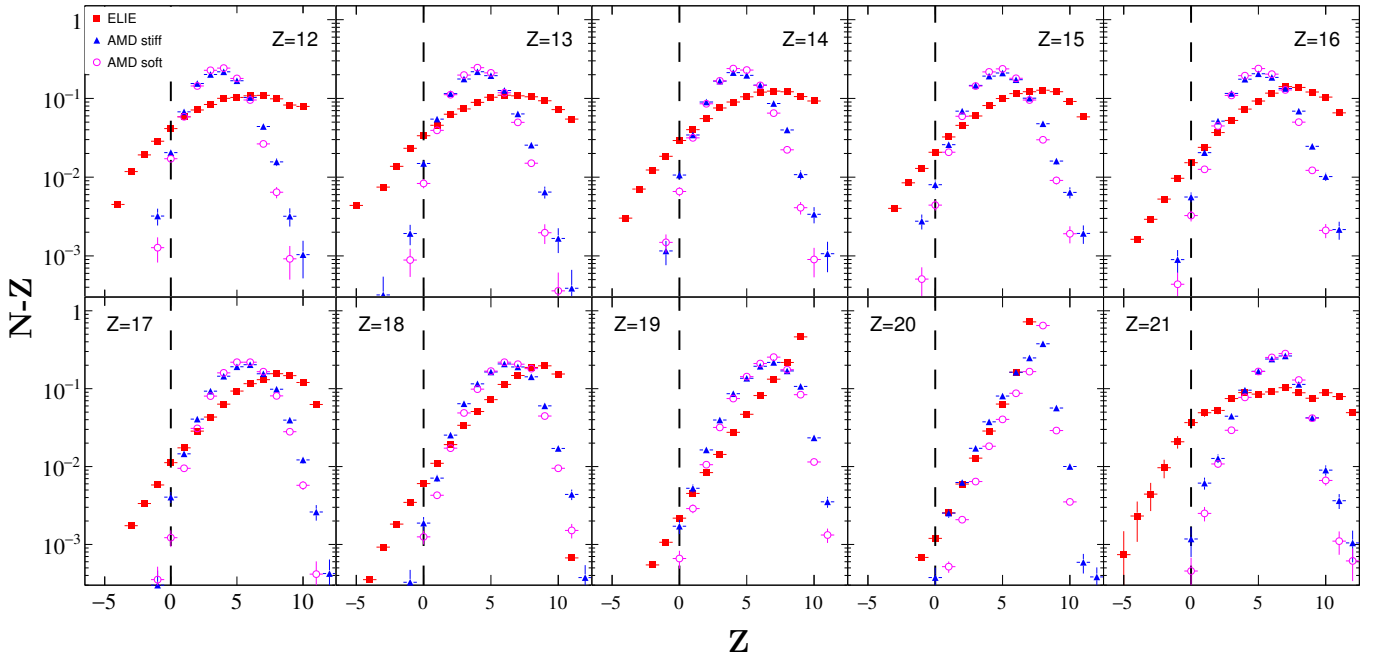 ELIE
AMD stiff
AMD soft
Z=12
Z=13
Z=14
Z=15
Z=16
1
10⁻¹
10⁻²
10⁻³
N-Z
Z=17
Z=18
Z=19
Z=20
Z=21
1
10⁻¹
10⁻²
10⁻³
−5 0 5 10 −5 0 5 10 −5 0 5 10 −5 0 5 10 −5 0 5 10
Z